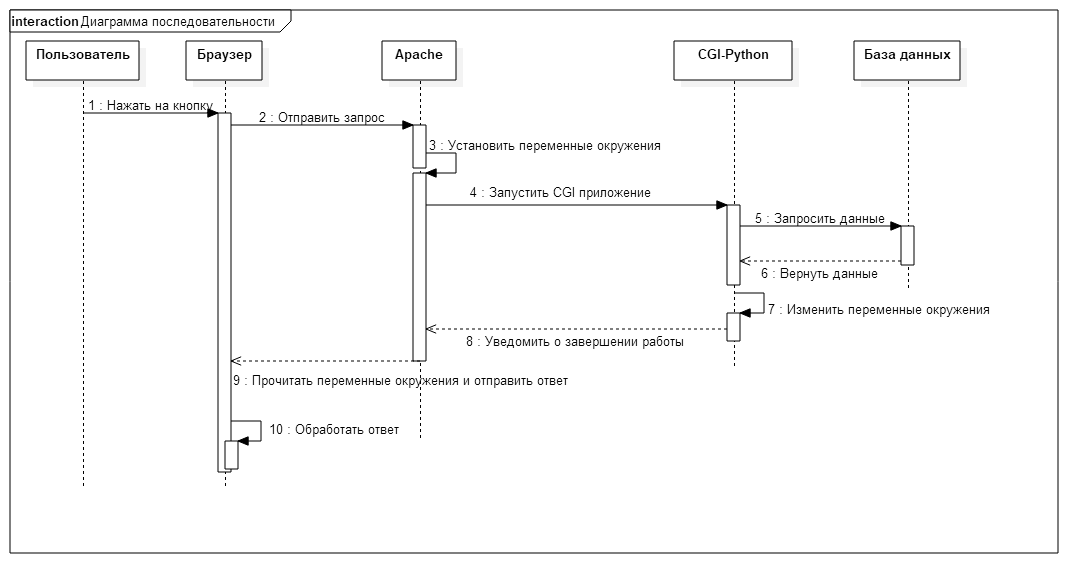 interaction Диаграмма последовательности
Пользователь
Браузер
Apache
CGI-Python
База данных
1 : Нажать на кнопку
2 : Отправить запрос
3 : Установить переменные окружения
4 : Запустить CGI приложение
5 : Запросить данные
6 : Вернуть данные
7 : Изменить переменные окружения
8 : Уведомить о завершении работы
9 : Прочитать переменные окружения и отправить ответ
10 : Обработать ответ